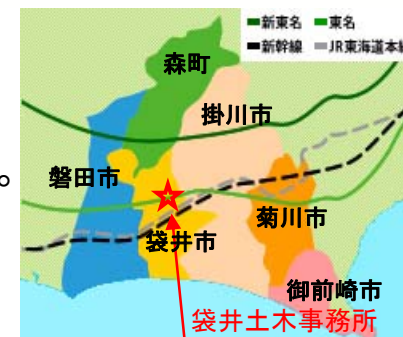 新東名 東名
新幹線 JR東海道本線
森町
掛川市
。
磐田市
菊川市
袋井市
御前崎市
袋井土木事務所